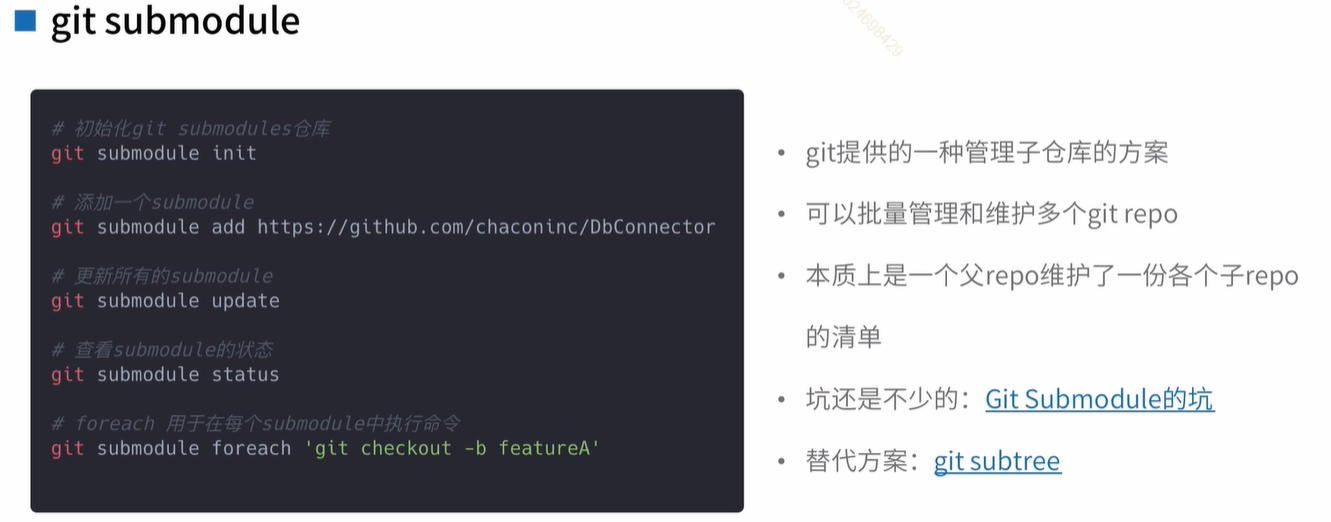 git submodule
# 初始化git submodules仓库
git submodule init
# 添加一个submodule
git submodule add https://github.com/chaconinc/DbConnector
# 更新所有的submodule
git submodule update
# 查看submodule的状态
git submodule status
# foreach 用于在每个submodule中执行命令
git submodule foreach 'git checkout -b featureA'
• git提供的一种管理子仓库的方案
• 可以批量管理和维护多个git repo
• 本质上是一个父repo维护了一份各个子repo
的清单
• 坑还是不少的：Git Submodule的坑
• 替代方案：git subtree